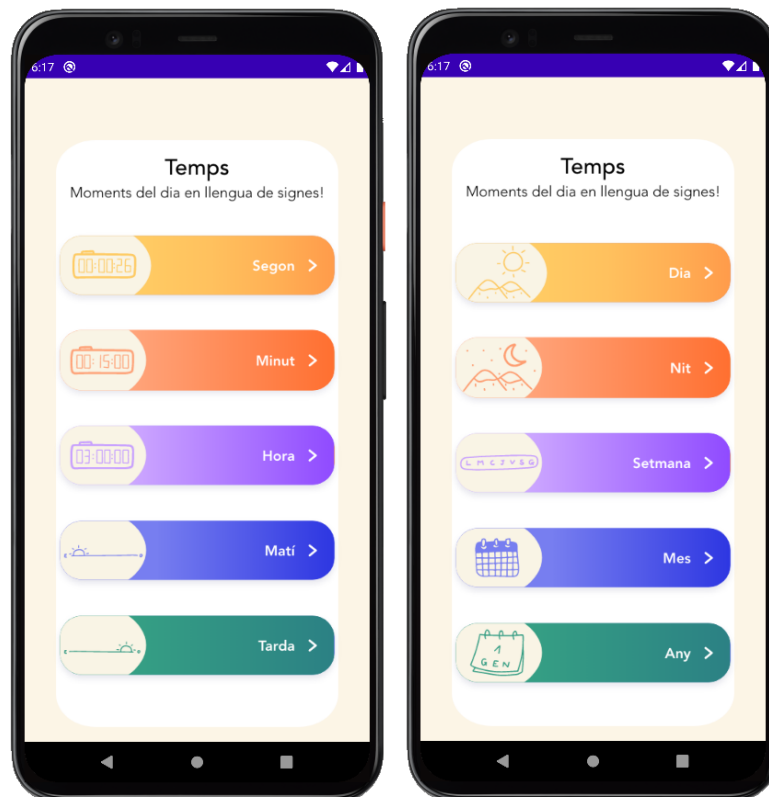 6:17
Temps
Moments del dia en llengua de signes!
00:00:26
Segon
00:15:00
Minut
03:00:00
Hora
Matí
Tarda
6:17
Temps
Moments del dia en llengua de signes!
Dia
Nit
Setmana
Mes
1
GEN
Any